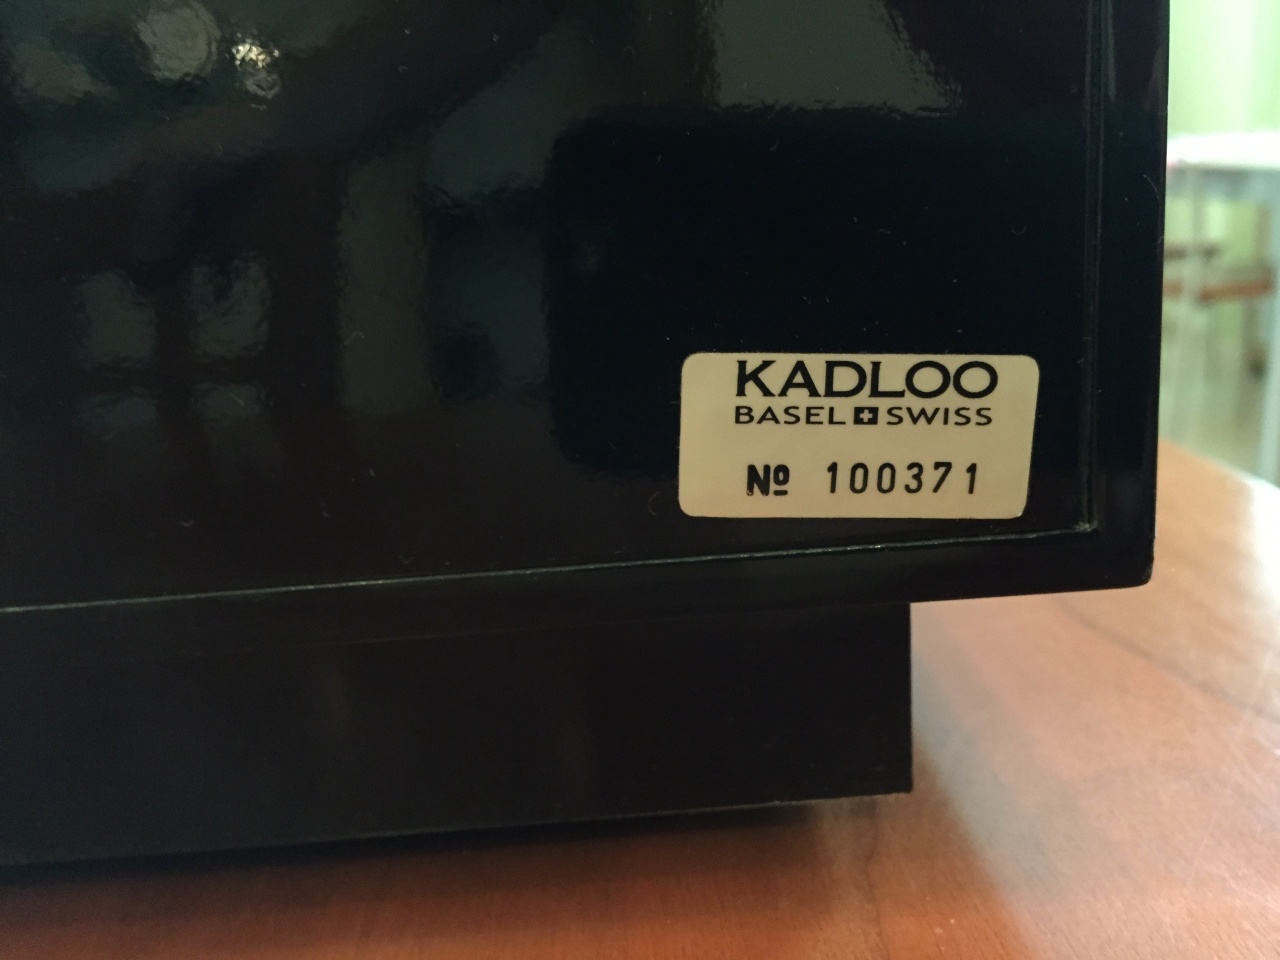 KADLOO
BASEL SWISS
Nº 100371